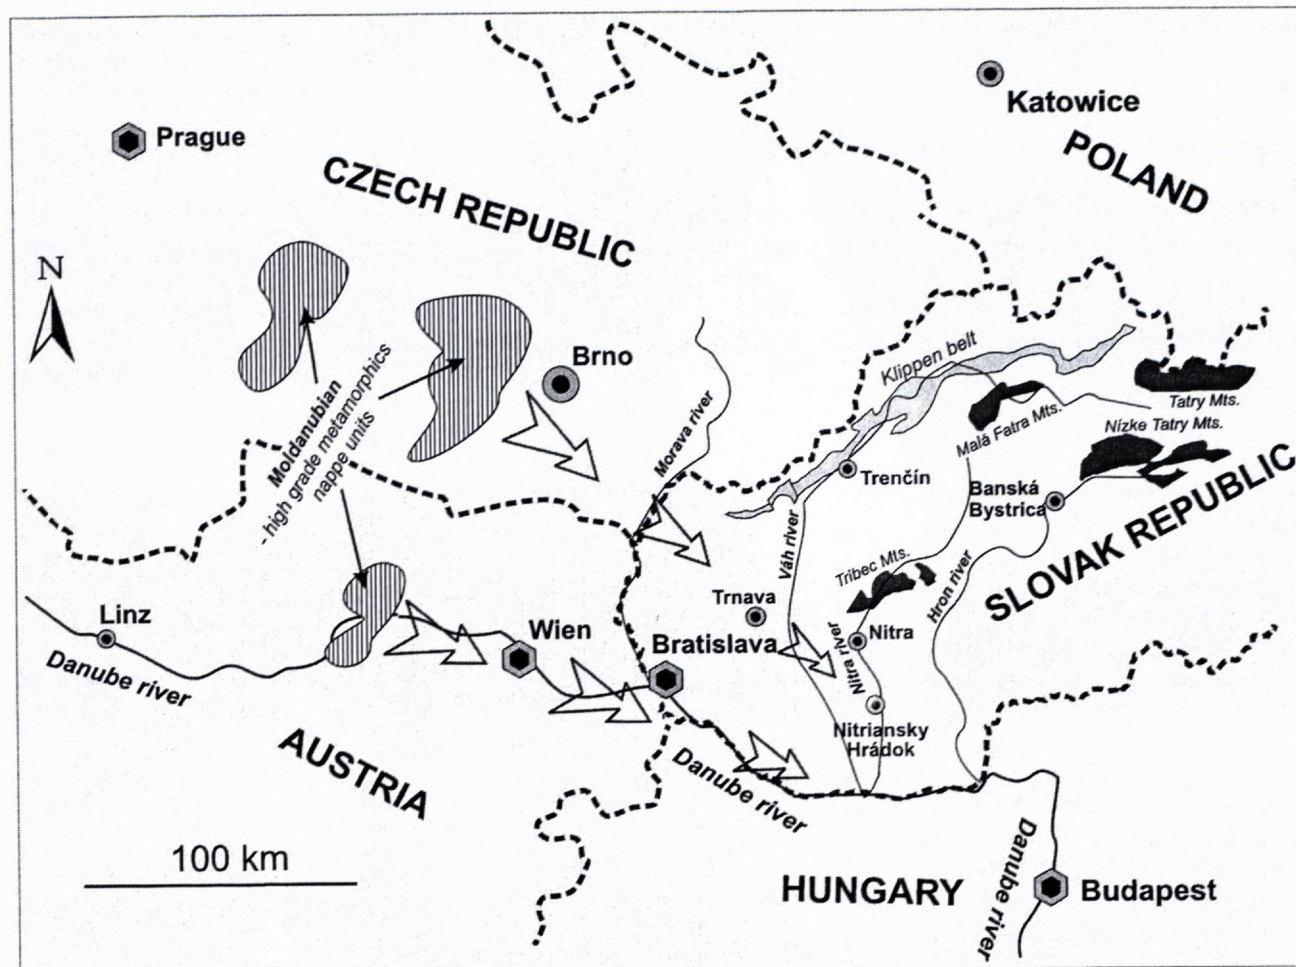 Katowice
Prague
POLAND
CZECH REPUBLIC
N
Moldanubian
- high grade metamorphics
nappe units
Brno
Morava river
Klippen belt
Malá Fatra Mts.
Tatry Mts.
Nízke Tatry Mts.
Trenčín
Banská
Bystrica
SLOVAK REPUBLIC
Váh river
Tribec Mts.
Hron river
Trnava
Linz
Wien
Bratislava
Nitra
Nitra river
Danube river
Nitriansky
Hrádok
AUSTRIA
Danube river
100 km
HUNGARY
Danube river
Budapest